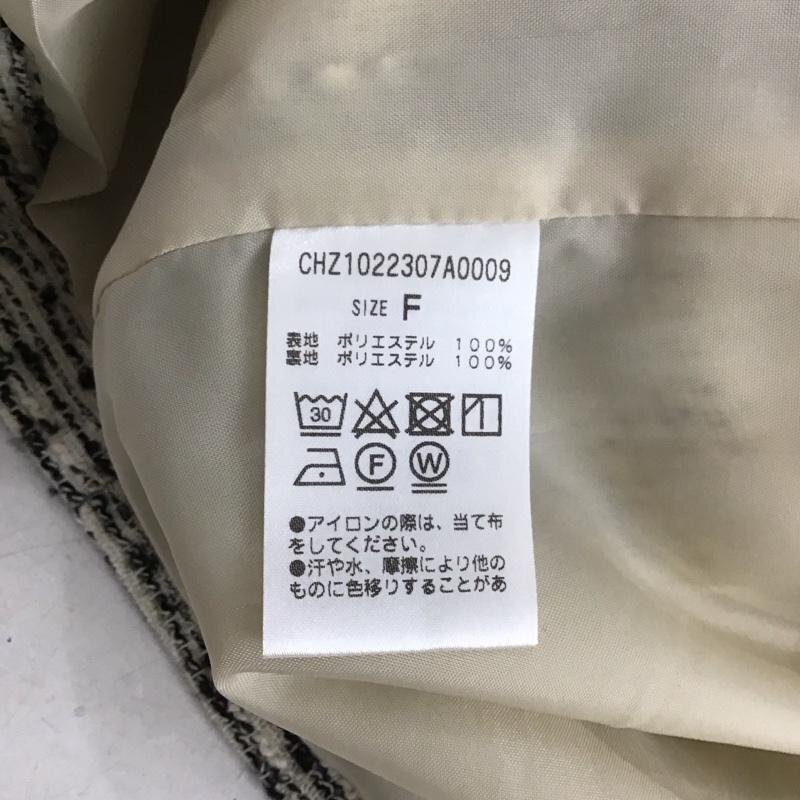 CHZ1022307A0009
SIZE F
表地 ポリエステル 100%
裏地 ポリエステル 100%
30
F W
●アイロンの際は、当て布
をしてください。
●汗や水、摩擦により他の
ものに色移りすることがあ